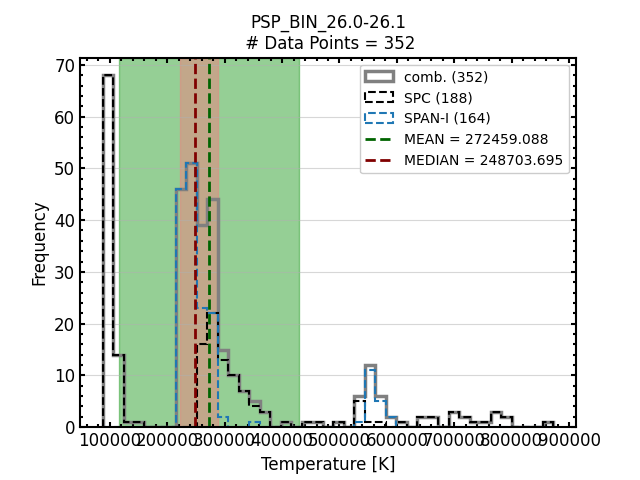 PSP_BIN_26.0-26.1
# Data Points = 352
70
60
50
40
30
20
10
0
Frequency
comb. (352)
SPC (188)
SPAN-I (164)
MEAN = 272459.088
MEDIAN = 248703.695
100000 200000 300000 400000 500000 600000 700000 800000 900000
Temperature [K]